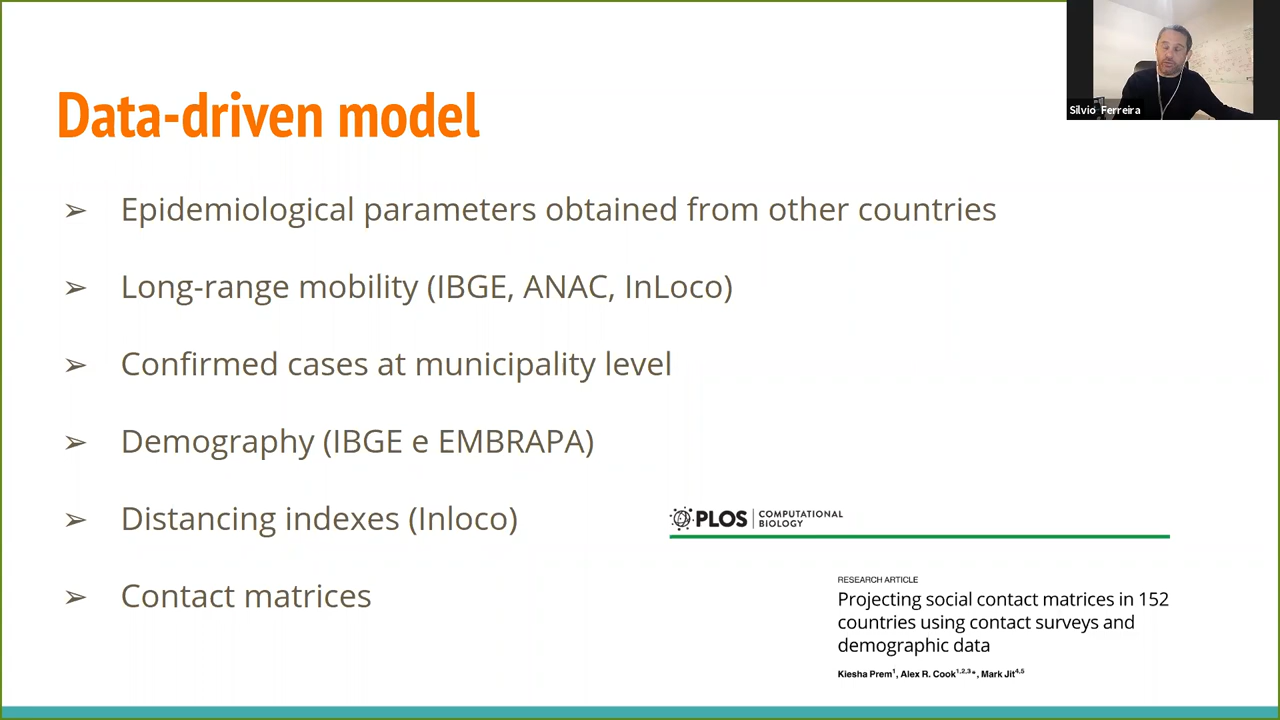 Data-driven model
Silvio Ferreira
➢ Epidemiological parameters obtained from other countries
➢ Long-range mobility (IBGE, ANAC, InLoco)
➢ Confirmed cases at municipality level
➢ Demography (IBGE e EMBRAPA)
➢ Distancing indexes (Inloco)
➢ Contact matrices
PLOS COMPUTATIONAL
BIOLOGY
RESEARCH ARTICLE
Projecting social contact matrices in 152
countries using contact surveys and
demographic data
Kiesha Prem¹, Alex R. Cook¹,²,³*, Mark Jit⁴,⁵